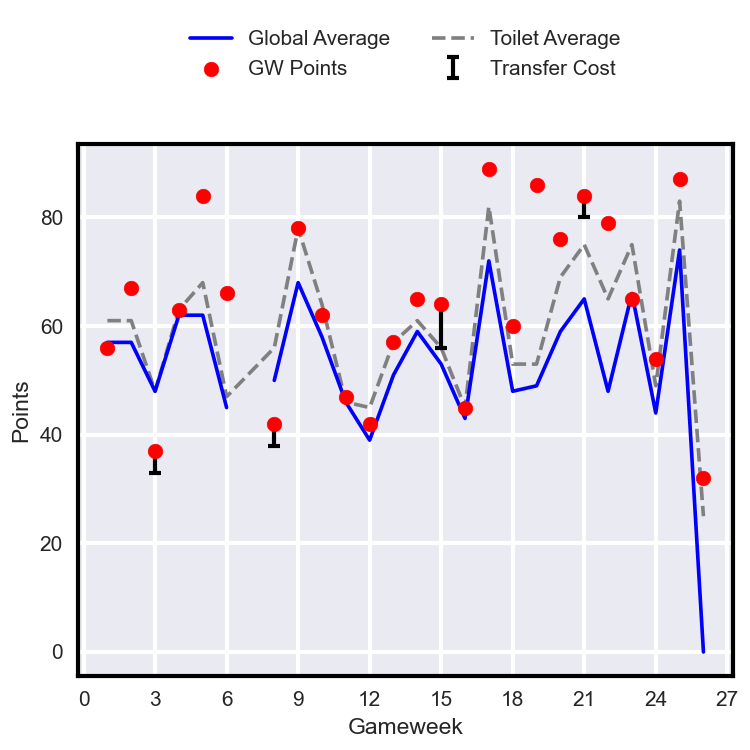 Global Average Toilet Average
GW Points Transfer Cost
80
60
40
20
0
Points
0 3 6 9 12 15 18 21 24 27
Gameweek